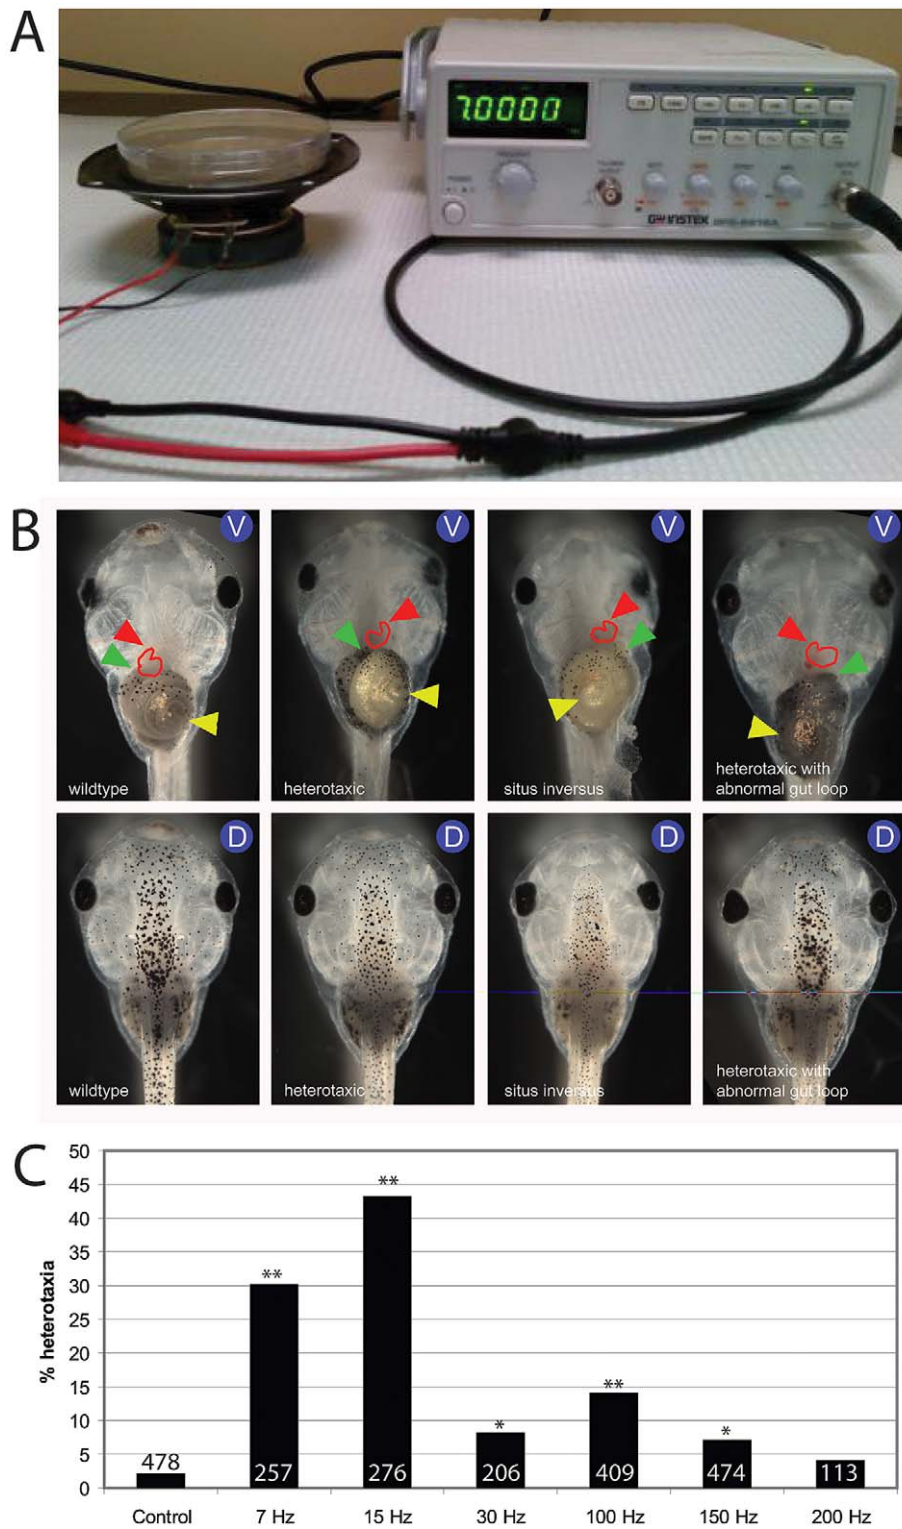 A
7.0000
GW INSTEK
B
V
V
V
V
wildtype
heterotaxic
situs inversus
heterotaxic with
abnormal gut loop
D
D
D
D
wildtype
heterotaxic
situs inversus
heterotaxic with
abnormal gut loop
C
% heterotaxia
50
45
40
35
30
25
20
15
10
5
0
**
**
*
**
*
478
257
276
206
409
474
113
Control
7 Hz
15 Hz
30 Hz
100 Hz
150 Hz
200 Hz